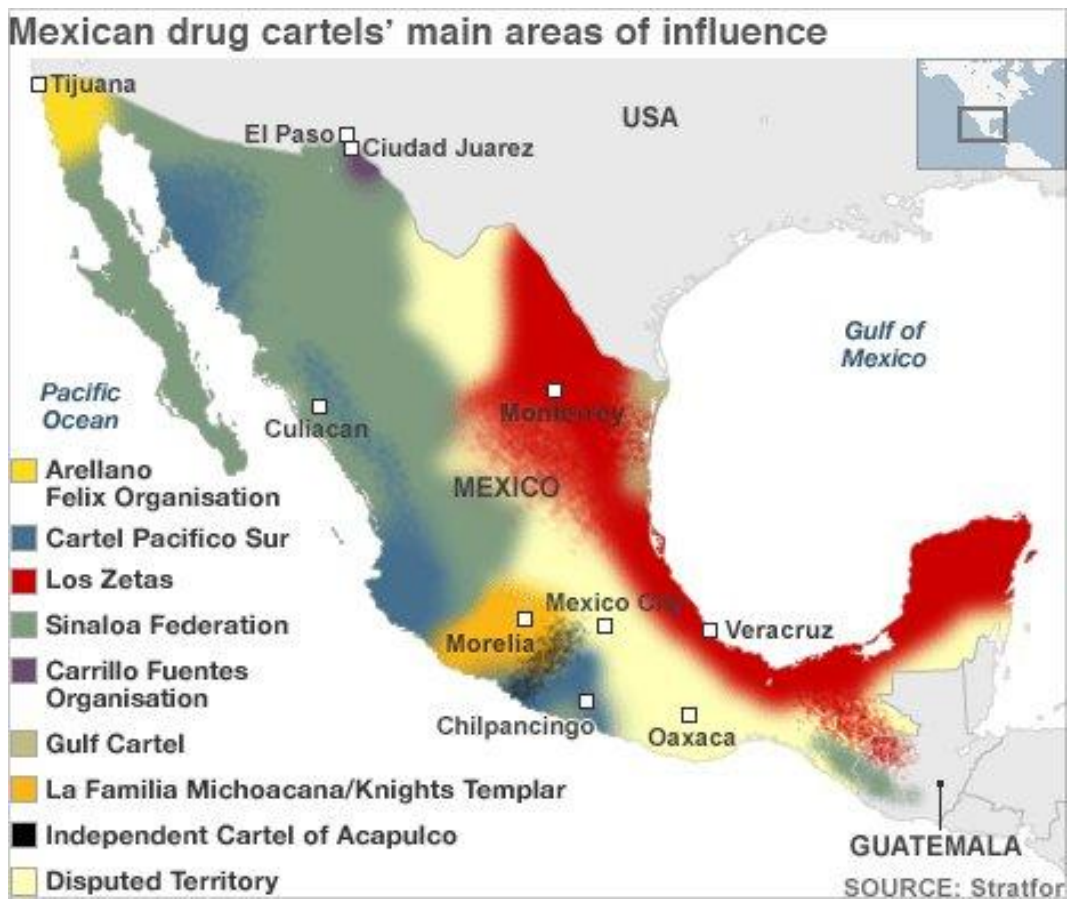 Mexican drug cartels' main areas of influence
Tijuana
El Paso
Ciudad Juarez
USA
Gulf of
Mexico
Pacific
Ocean
Culiacan
Monterrey
MEXICO
Mexico City
Morelia
Veracruz
Chilpancingo
Oaxaca
GUATEMALA
Arellano
Felix Organisation
Cartel Pacifico Sur
Los Zetas
Sinaloa Federation
Carrillo Fuentes
Organisation
Gulf Cartel
La Familia Michoacana/Knights Templar
Independent Cartel of Acapulco
Disputed Territory
SOURCE: Stratfor